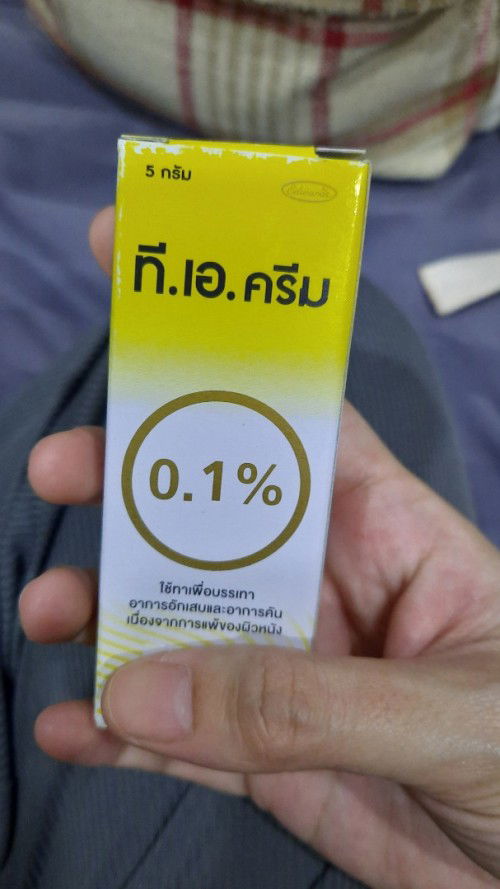 5 กรัม
ที.เอ.ครีม
0.1%
ใช้ทาเพื่อบรรเทา
อาการอักเสบและอาการคัน
เนื่องจากการแพ้ของผิวหนัง